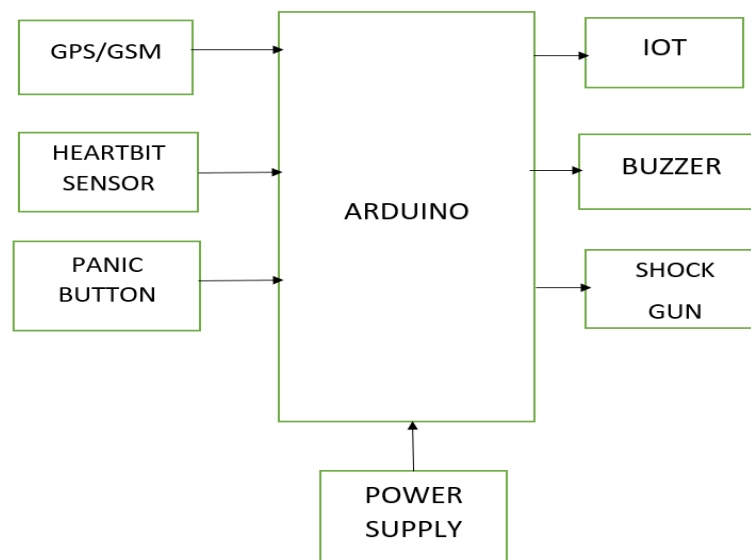 GPS/GSM
HEARTBIT
SENSOR
PANIC
BUTTON
ARDUINO
IOT
BUZZER
SHOCK
GUN
POWER
SUPPLY